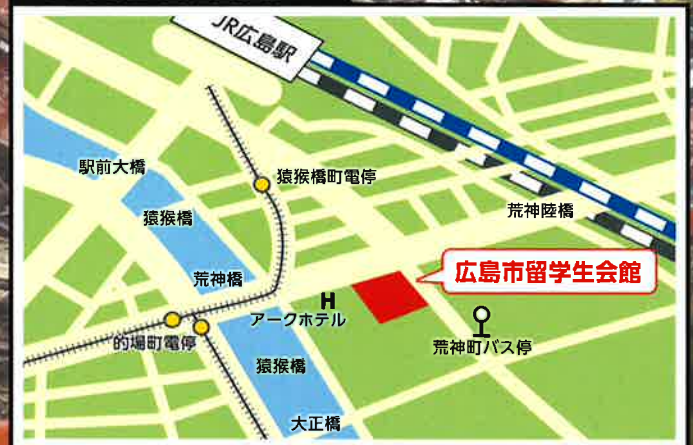 JR広島駅
駅前大橋
猿猴橋町電停
猿猴橋
荒神陸橋
荒神橋
広島市留学生会館
H
アークホテル
的場町電停
荒神町バス停
猿猴橋
大正橋